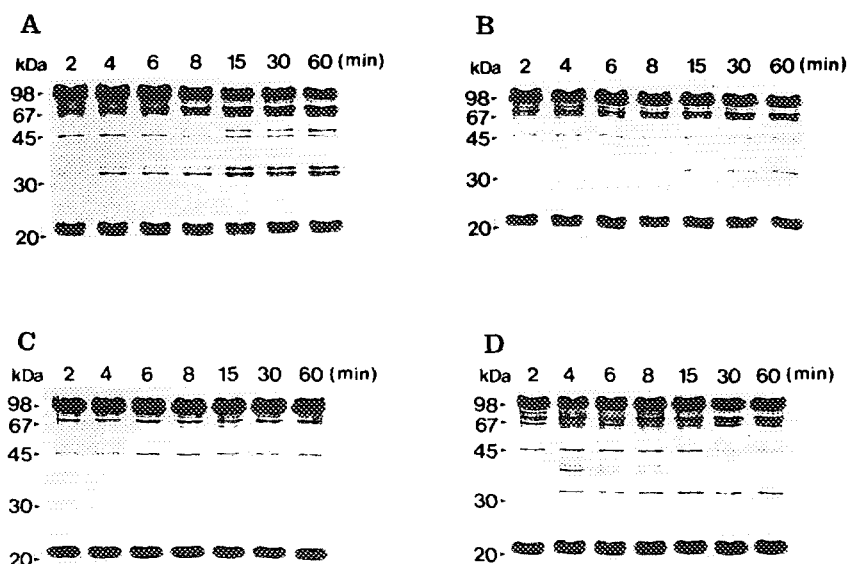 A
2 4 6 8 15 30 60 (min)
kDa
98-
67-
45-
30-
20-
B
2 4 6 8 15 30 60 (min)
kDa
98-
67-
45-
30-
20-
C
2 4 6 8 15 30 60 (min)
kDa
98-
67-
45-
30-
20-
D
2 4 6 8 15 30 60 (min)
kDa
98-
67-
45-
30-
20-